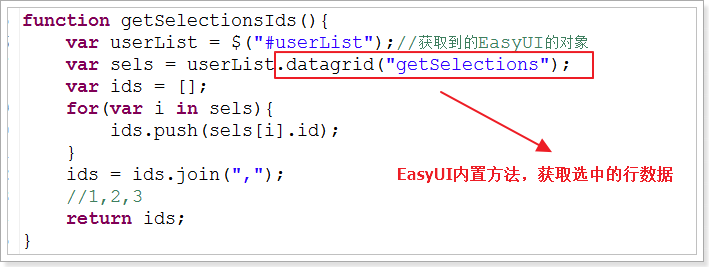 function getSelectionsIds(){
var userList = $("#userList");//获取到的EasyUI的对象
var sels = userList.datagrid("getSelections");
var ids = [];
for(var i in sels){
ids.push(sels[i].id);
}
ids = ids.join(",");
//1,2,3
return ids;
}
EasyUI内置方法，获取选中的行数据